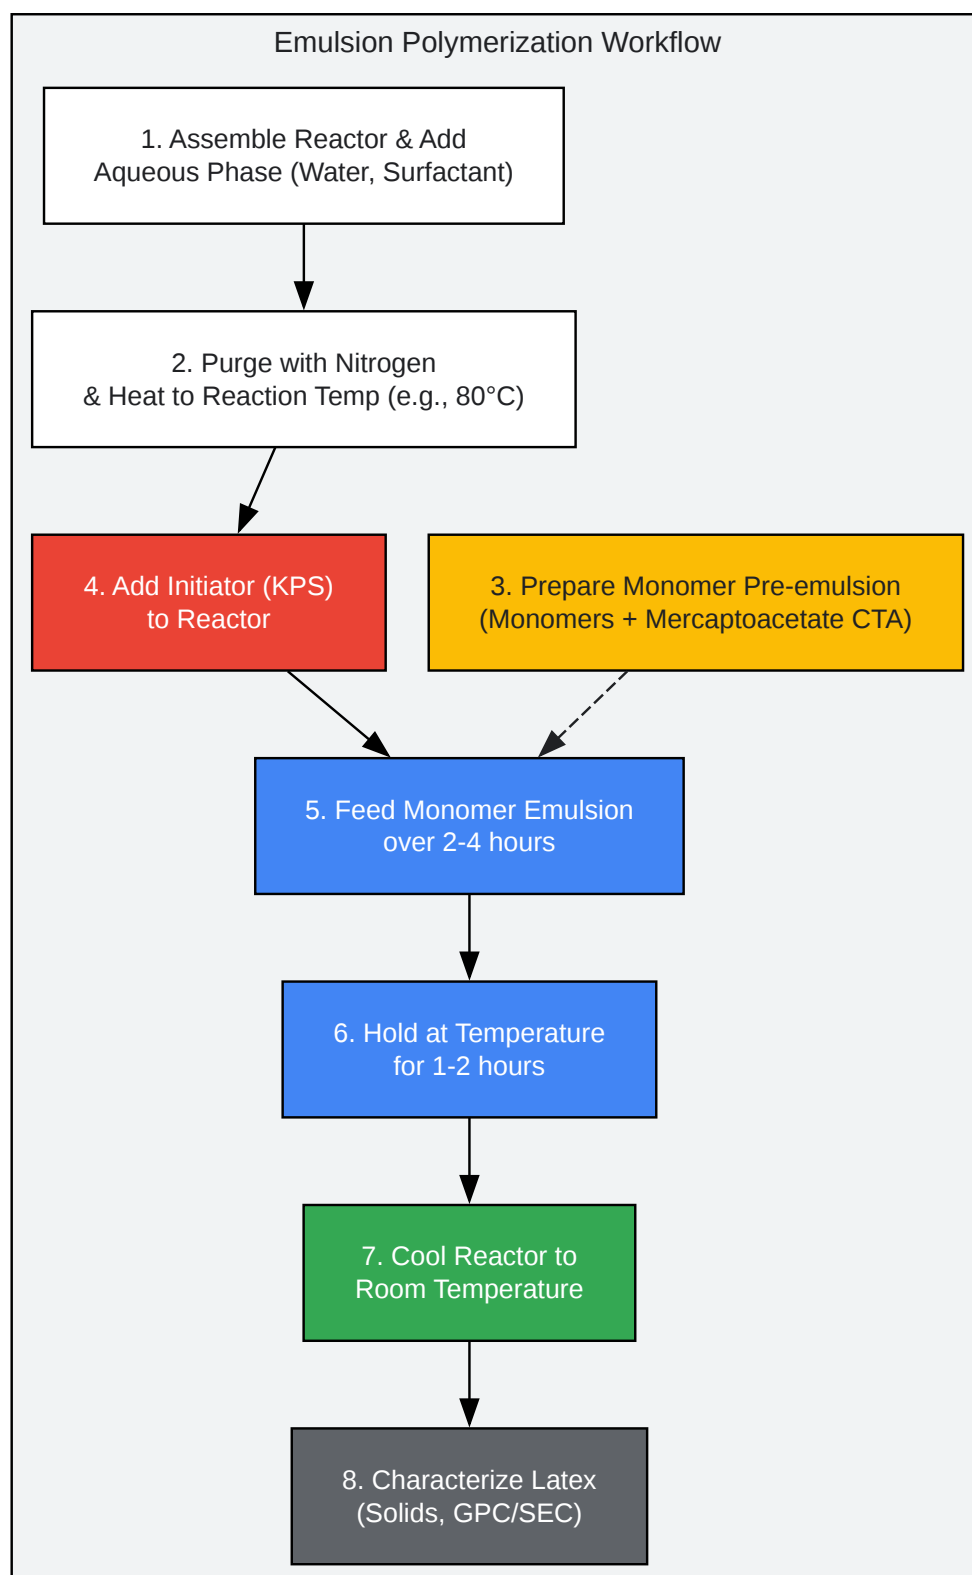 Emulsion Polymerization Workflow
1. Assemble Reactor & Add
Aqueous Phase (Water, Surfactant)
2. Purge with Nitrogen
& Heat to Reaction Temp (e.g., 80°C)
4. Add Initiator (KPS)
to Reactor
3. Prepare Monomer Pre-emulsion
(Monomers + Mercaptoacetate CTA)
5. Feed Monomer Emulsion
over 2-4 hours
6. Hold at Temperature
for 1-2 hours
7. Cool Reactor to
Room Temperature
8. Characterize Latex
(Solids, GPC/SEC)